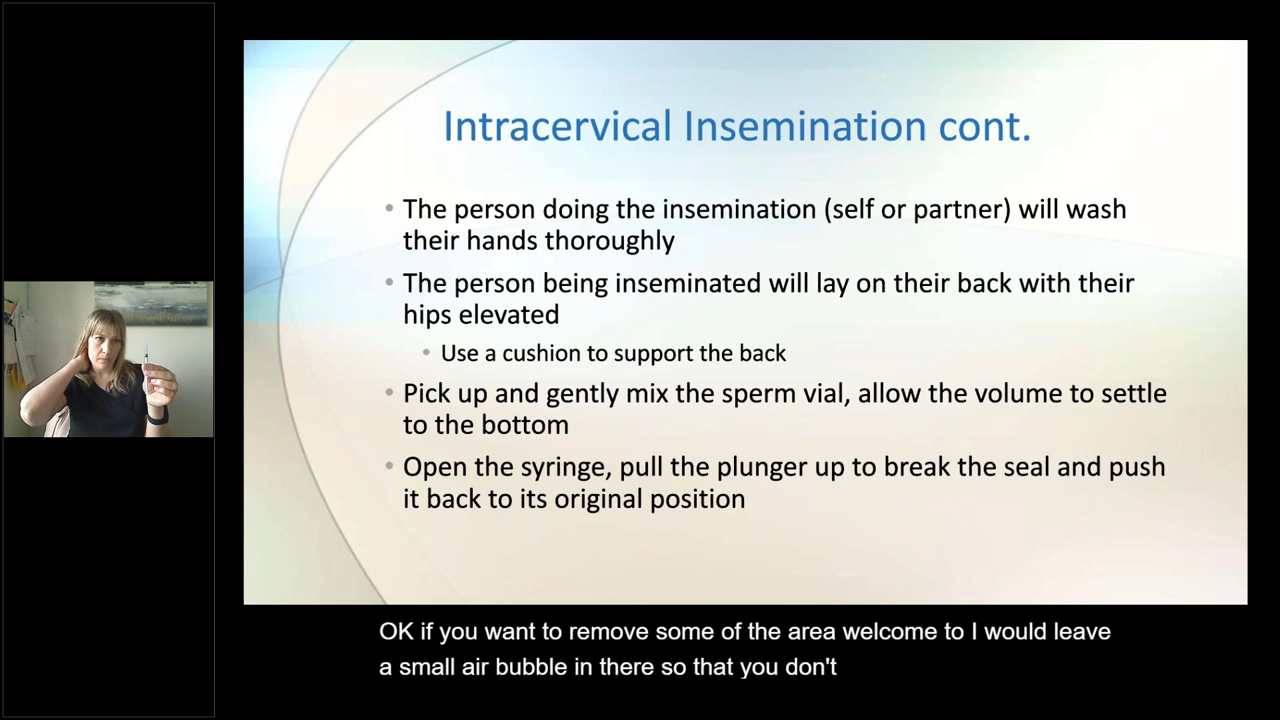 Intracervical Insemination cont.
• The person doing the insemination (self or partner) will wash
their hands thoroughly
• The person being inseminated will lay on their back with their
hips elevated
• Use a cushion to support the back
• Pick up and gently mix the sperm vial, allow the volume to settle
to the bottom
• Open the syringe, pull the plunger up to break the seal and push
it back to its original position
OK if you want to remove some of the area welcome to I would leave
a small air bubble in there so that you don't